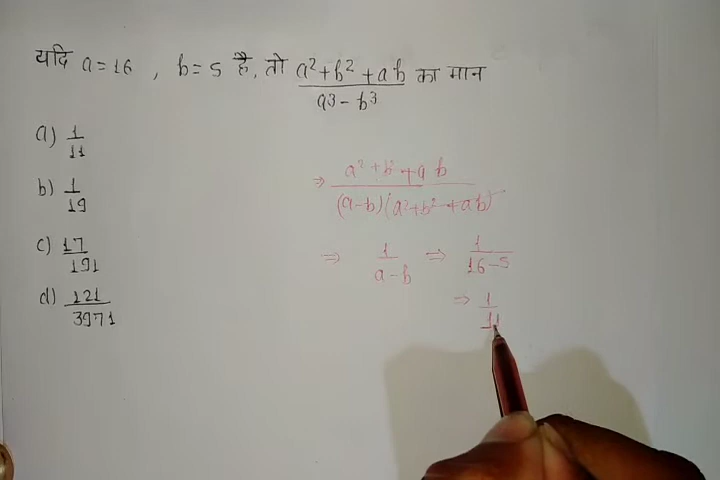 यदि a=16 , b=5 है, तो (a²+b²+ab)/(a3-b3) का मान
a) 1/11
b) 1/19
c) 17/191
d) 121/3971
⇒ (a²+b²+ab)/((a-b)(a²+b²+ab))
⇒ 1/(a-b) ⇒ 1/(16-5)
⇒ 1/11